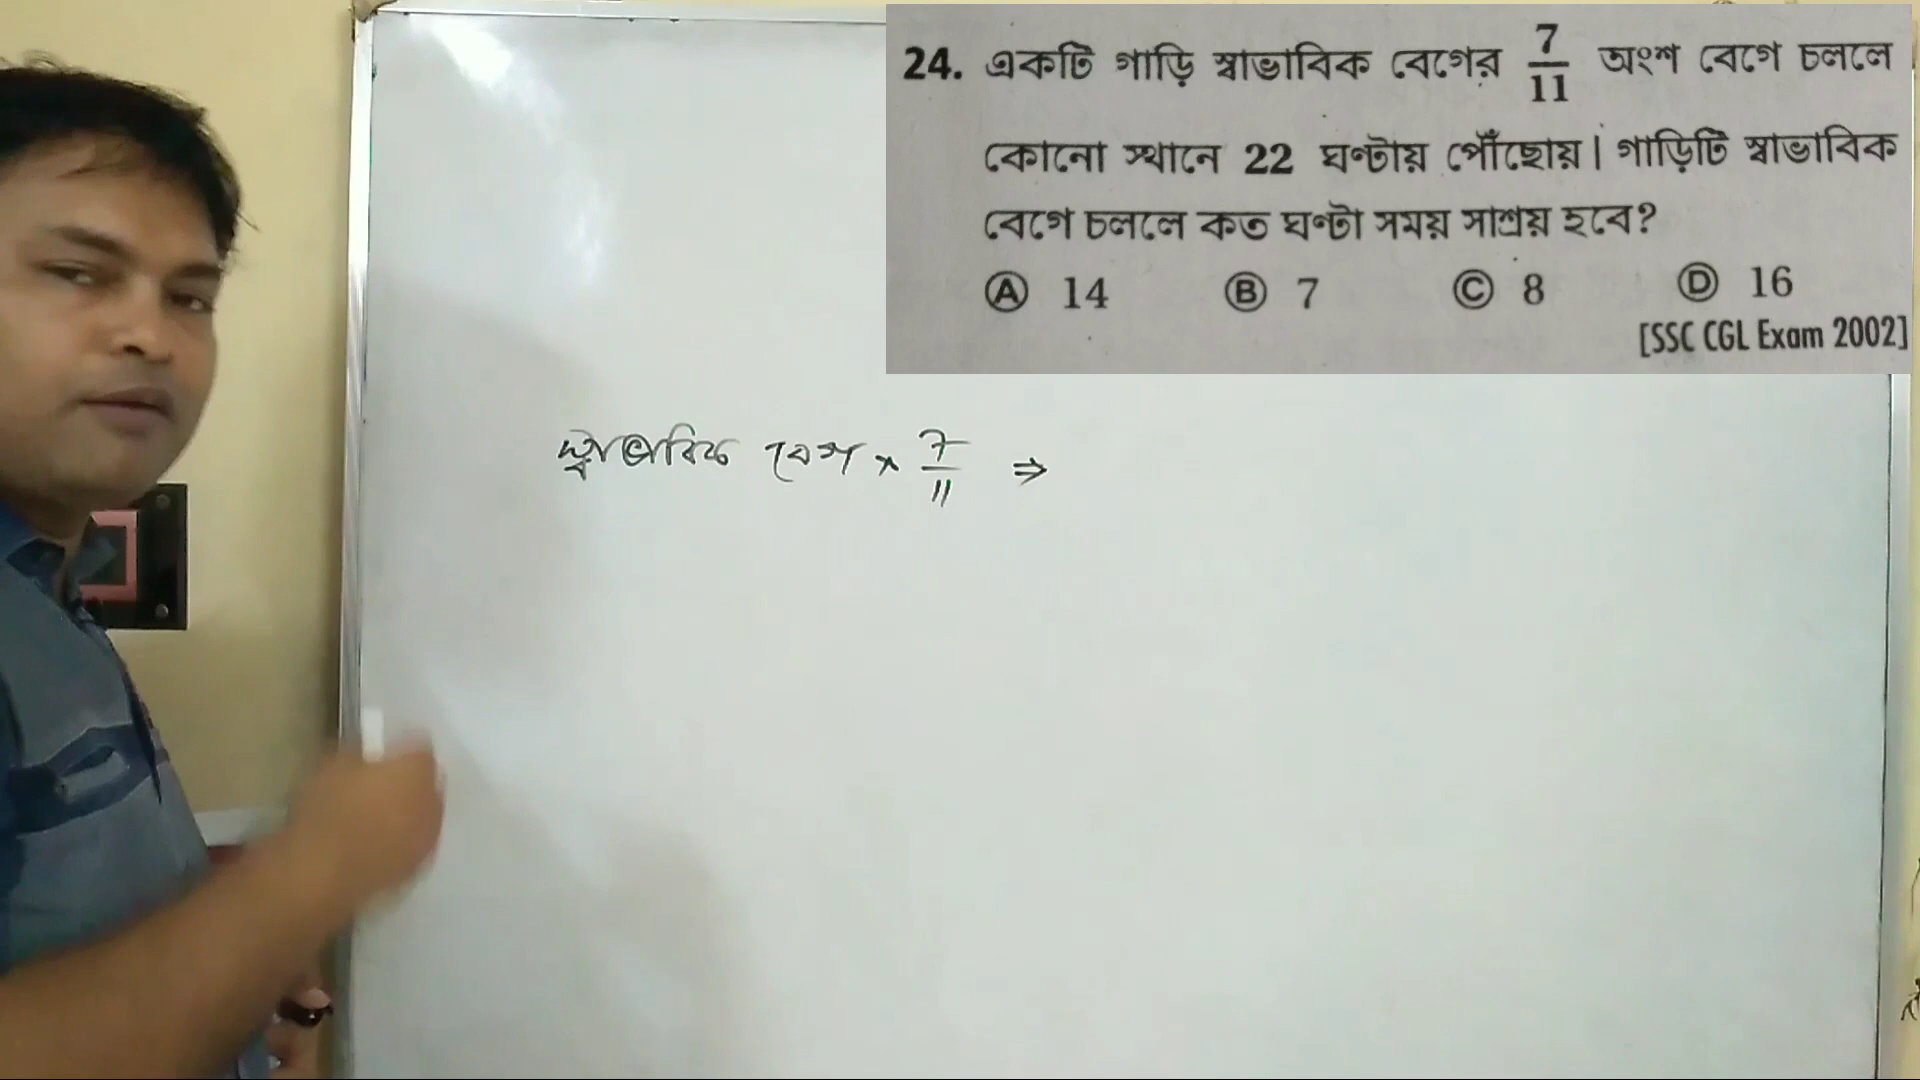 24. একটি গাড়ি স্বাভাবিক বেগের 7/11 অংশ বেগে চললে
কোনো স্থানে 22 ঘণ্টায় পৌঁছোয়। গাড়িটি স্বাভাবিক
বেগে চললে কত ঘণ্টা সময় সাশ্রয় হবে?
Ⓐ 14 Ⓑ 7 Ⓒ 8 Ⓓ 16
[SSC CGL Exam 2002]
স্বাভাবিক বেগ × 7/11 ⇒